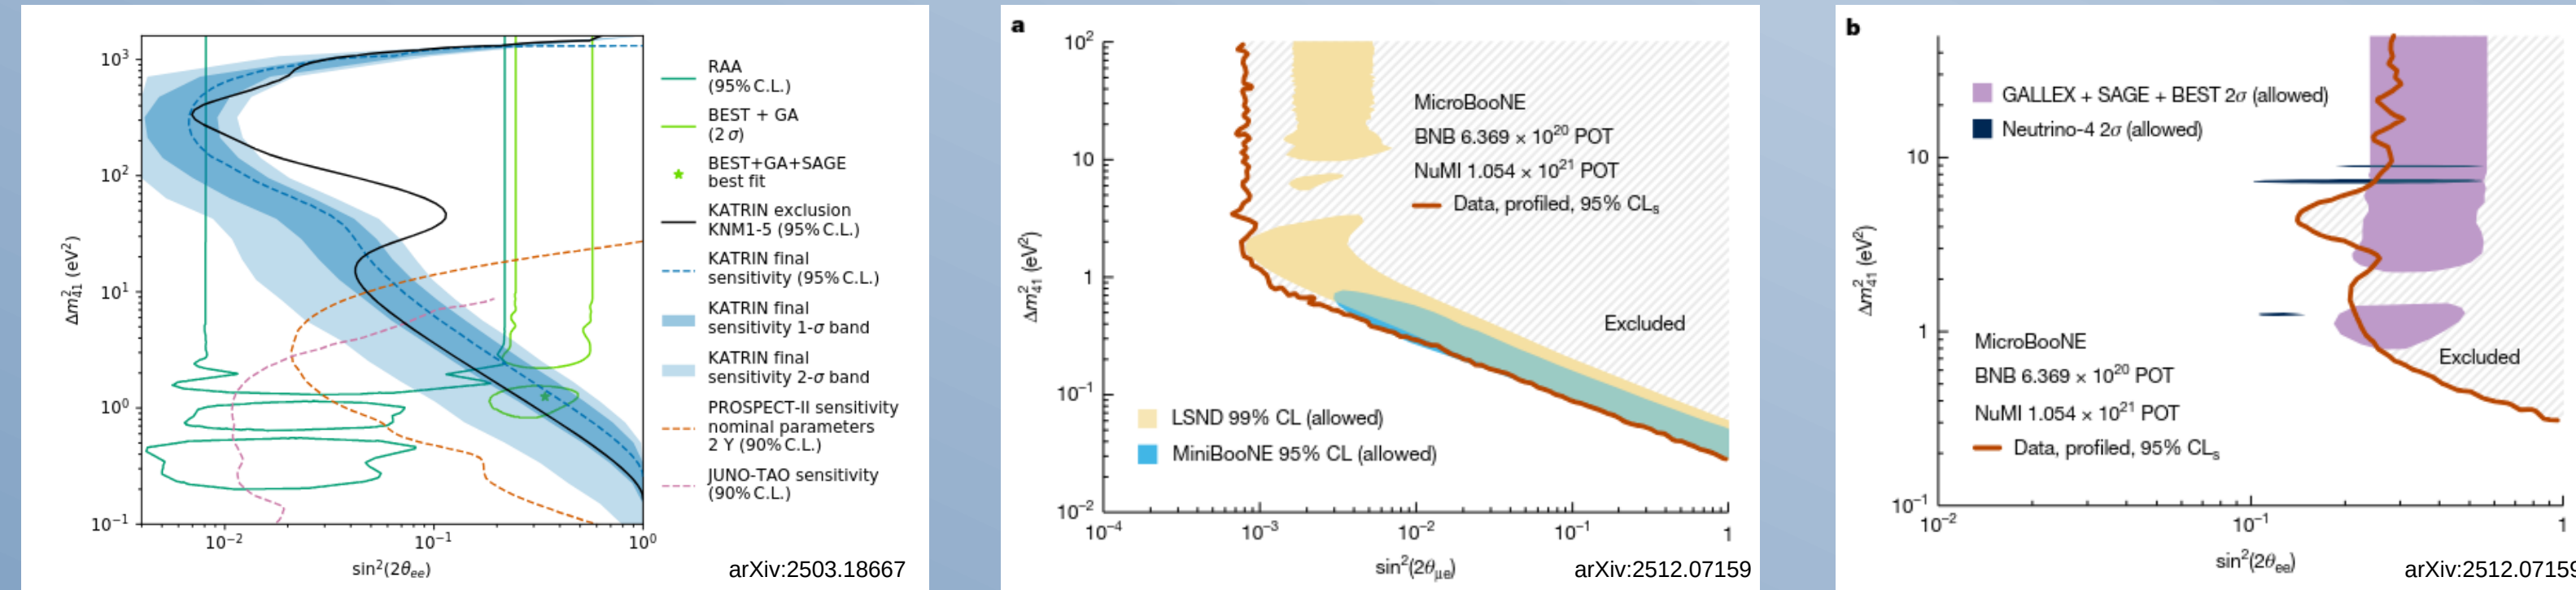 10³
10²
10¹
10⁰
10⁻¹
Δm²₄₁ (eV²)
10⁻²
10⁻¹
10⁰
sin²(2θₑₑ)
RAA
(95% C.L.)
BEST + GA
(2 σ)
BEST+GA+SAGE
best fit
KATRIN exclusion
KNM1-5 (95% C.L.)
KATRIN final
sensitivity (95% C.L.)
KATRIN final
sensitivity 1-σ band
KATRIN final
sensitivity 2-σ band
PROSPECT-II sensitivity
nominal parameters
2 Y (90% C.L.)
JUNO-TAO sensitivity
(90% C.L.)
arXiv:2503.18667
a
10²
10
1
10⁻¹
10⁻²
Δm²₄₁ (eV²)
MicroBooNE
BNB 6.369 × 10²⁰ POT
NuMI 1.054 × 10²¹ POT
Data, profiled, 95% CLₛ
Excluded
LSND 99% CL (allowed)
MiniBooNE 95% CL (allowed)
10⁻⁴
10⁻³
10⁻²
10⁻¹
1
sin²(2θμₑ)
arXiv:2512.07159
b
GALLEX + SAGE + BEST 2σ (allowed)
Neutrino-4 2σ (allowed)
10
1
10⁻¹
Δm²₄₁ (eV²)
MicroBooNE
BNB 6.369 × 10²⁰ POT
NuMI 1.054 × 10²¹ POT
Data, profiled, 95% CLₛ
Excluded
10⁻²
10⁻¹
1
sin²(2θₑₑ)
arXiv:2512.07159